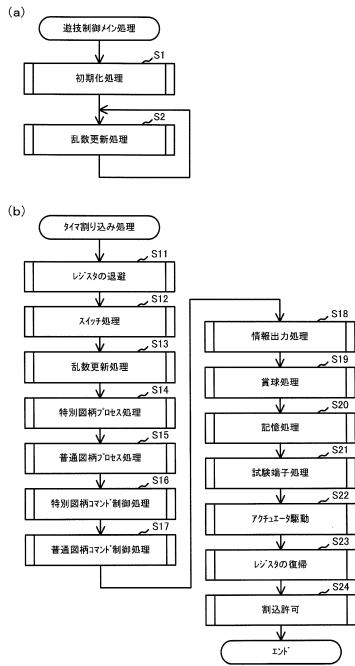 (a)
遊技制御メイン処理
S1
初期化処理
S2
乱数更新処理
(b)
タイマ割り込み処理
S11
レジスタの退避
S12
スイッチ処理
S13
乱数更新処理
S14
特別図柄プロセス処理
S15
普通図柄プロセス処理
S16
特別図柄コマンド制御処理
S17
普通図柄コマンド制御処理
S18
情報出力処理
S19
賞球処理
S20
記憶処理
S21
試験端子処理
S22
アクチュエータ駆動
S23
レジスタの復帰
S24
割込許可
エンド